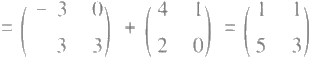 = ( - 3 0 ) + ( 4 1 ) = ( 1 1 )
3 3 2 0 5 3